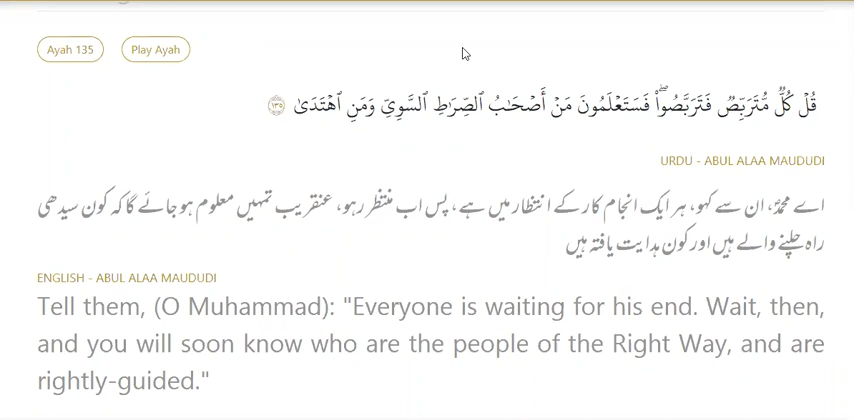 Ayah 135 Play Ayah
قُلۡ كُلّٞ مُّتَرَبِّصٞ فَتَرَبَّصُواْۖ فَسَتَعۡلَمُونَ مَنۡ أَصۡحَٰبُ ٱلصِّرَٰطِ ٱلسَّوِيِّ وَمَنِ ٱهۡتَدَىٰ ١٣٥
URDU - ABUL ALAA MAUDUDI
اے محمدؐ، ان سے کہو، ہر ایک انجام کار کے انتظار میں ہے، پس اب منتظر رہو، عنقریب تمہیں معلوم ہو جائے گا کہ کون سیدھی
راہ چلنے والے ہیں اور کون ہدایت یافتہ ہیں
ENGLISH - ABUL ALAA MAUDUDI
Tell them, (O Muhammad): "Everyone is waiting for his end. Wait, then,
and you will soon know who are the people of the Right Way, and are
rightly-guided."